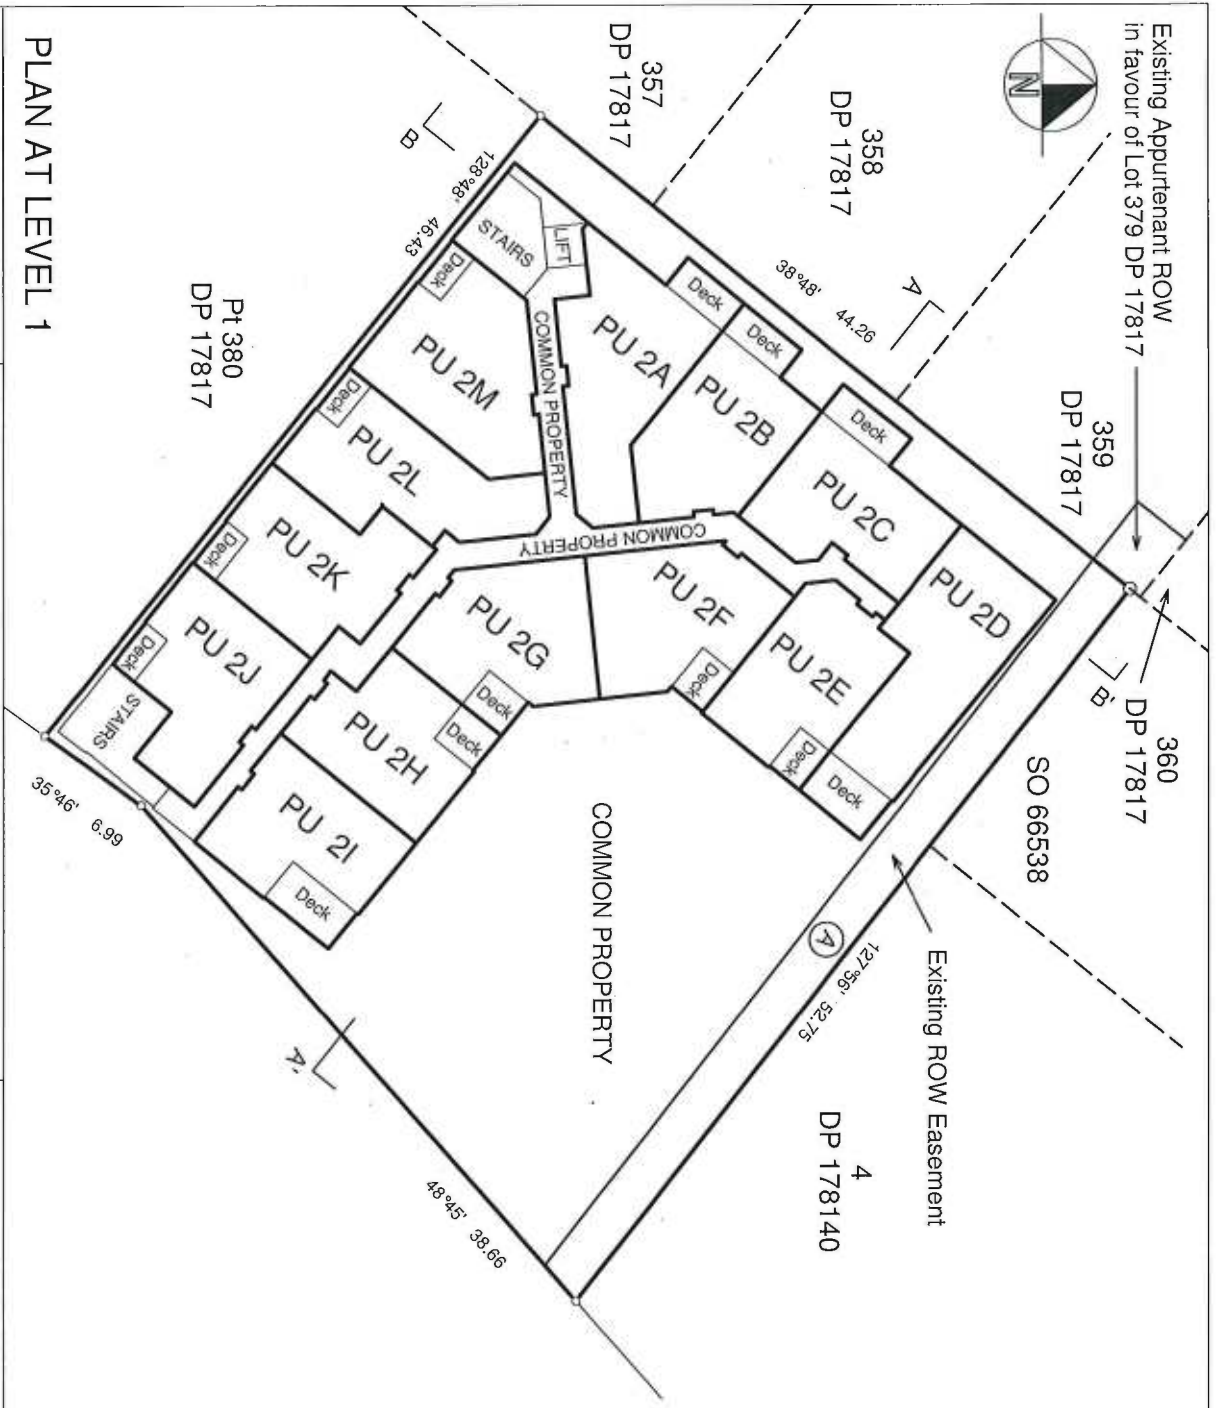 Existing Appurtenant ROW
in favour of Lot 379 DP 17817
N
357
DP 17817
358
DP 17817
359
DP 17817
360
DP 17817
SO 66538
4
DP 178140
Pt 380
DP 17817
B
A
B'
A'
128°48' 46.43
38°48' 44.26
127°56' 52.75
48°45' 38.66
35°46' 6.99
Existing ROW Easement
A
STAIRS
LIFT
COMMON PROPERTY
COMMON PROPERTY
COMMON PROPERTY
PU 2A
Deck
PU 2B
Deck
PU 2C
Deck
PU 2D
Deck
PU 2E
Deck
PU 2F
Deck
PU 2G
Deck
PU 2H
Deck
PU 2I
Deck
PU 2J
Deck
PU 2K
Deck
PU 2L
Deck
PU 2M
Deck
STAIRS
PLAN AT LEVEL 1